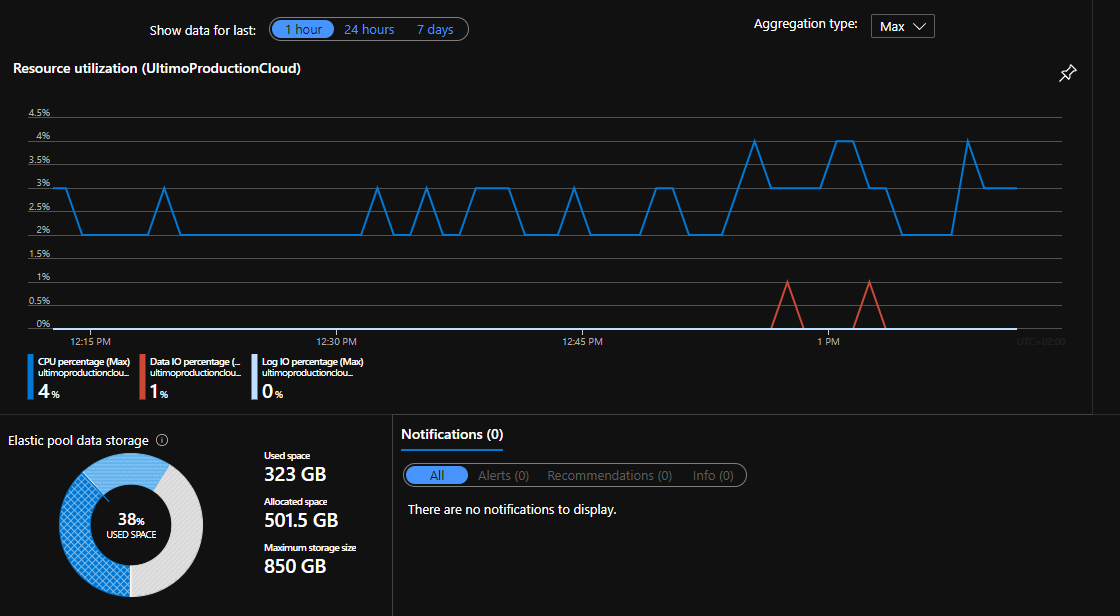 Show data for last: 1 hour 24 hours 7 days Aggregation type: Max
Resource utilization (UltimoProductionCloud)
4.5%
4%
3.5%
3%
2.5%
2%
1.5%
1%
0.5%
0%
12:15 PM 12:30 PM 12:45 PM 1 PM UTC+02:00
CPU percentage (Max)
ultimoproductionclou...
4%
Data IO percentage (...
ultimoproductionclou...
1%
Log IO percentage (Max)
ultimoproductionclou...
0%
Elastic pool data storage
38%
USED SPACE
Used space
323 GB
Allocated space
501.5 GB
Maximum storage size
850 GB
Notifications (0)
All Alerts (0) Recommendations (0) Info (0)
There are no notifications to display.